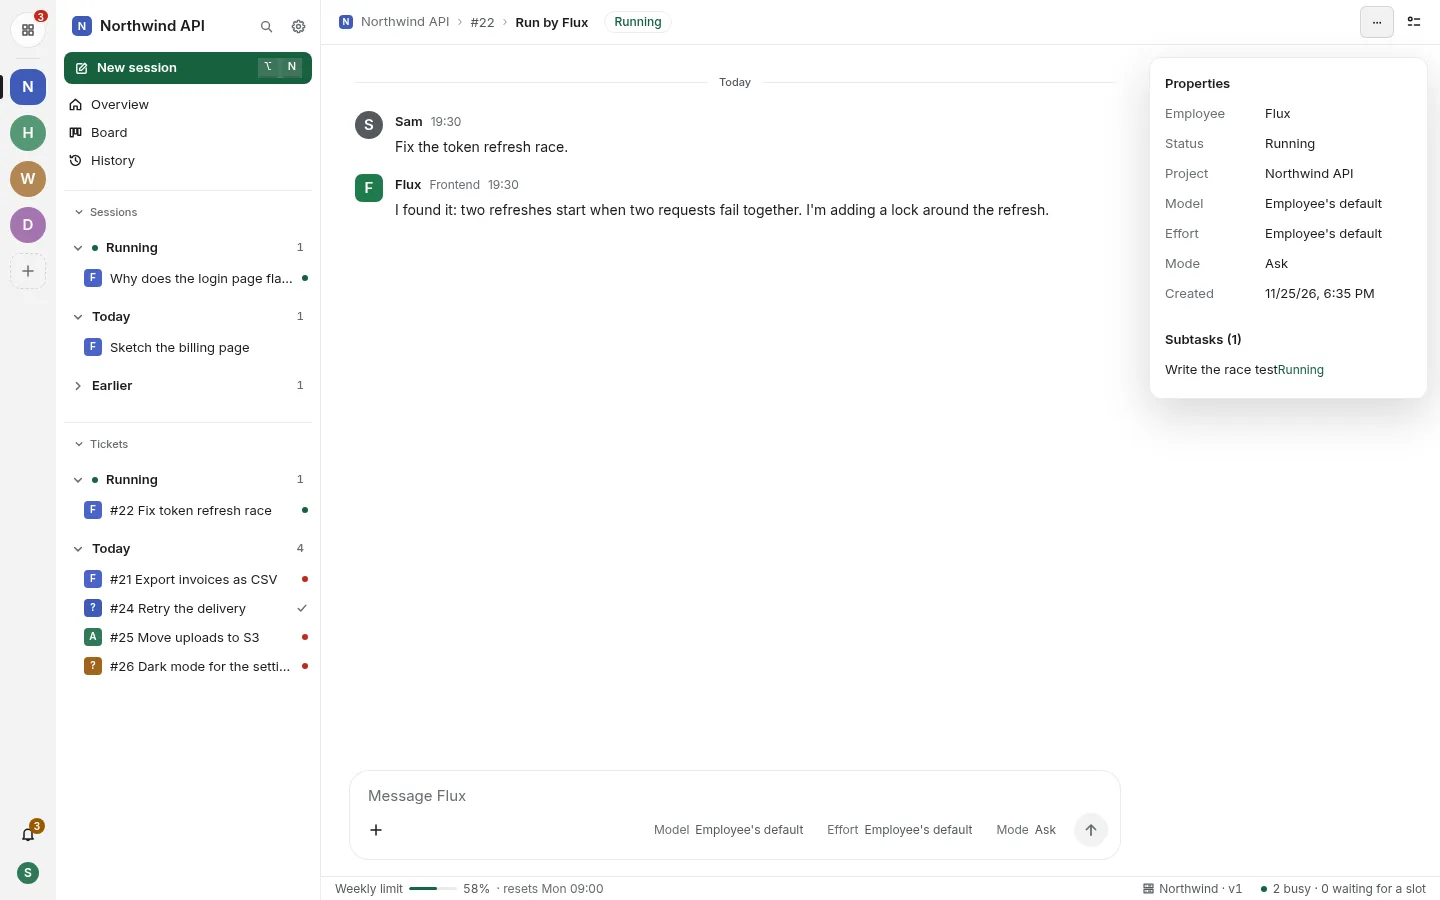 3
N
Northwind API
New session
⌥ N
Overview
Board
History
Sessions
Running 1
F Why does the login page fla...
Today 1
F Sketch the billing page
Earlier 1
Tickets
Running 1
F #22 Fix token refresh race
Today 4
F #21 Export invoices as CSV
? #24 Retry the delivery
A #25 Move uploads to S3
? #26 Dark mode for the setti...
N
H
W
D
3
S
N Northwind API › #22 › Run by Flux Running
Today
S
Sam 19:30
Fix the token refresh race.
F
Flux Frontend 19:30
I found it: two refreshes start when two requests fail together. I'm adding a lock around the refresh.
Properties
Employee Flux
Status Running
Project Northwind API
Model Employee's default
Effort Employee's default
Mode Ask
Created 11/25/26, 6:35 PM
Subtasks (1)
Write the race testRunning
Message Flux
Model Employee's default Effort Employee's default Mode Ask
Weekly limit 58% · resets Mon 09:00
Northwind · v1 2 busy · 0 waiting for a slot